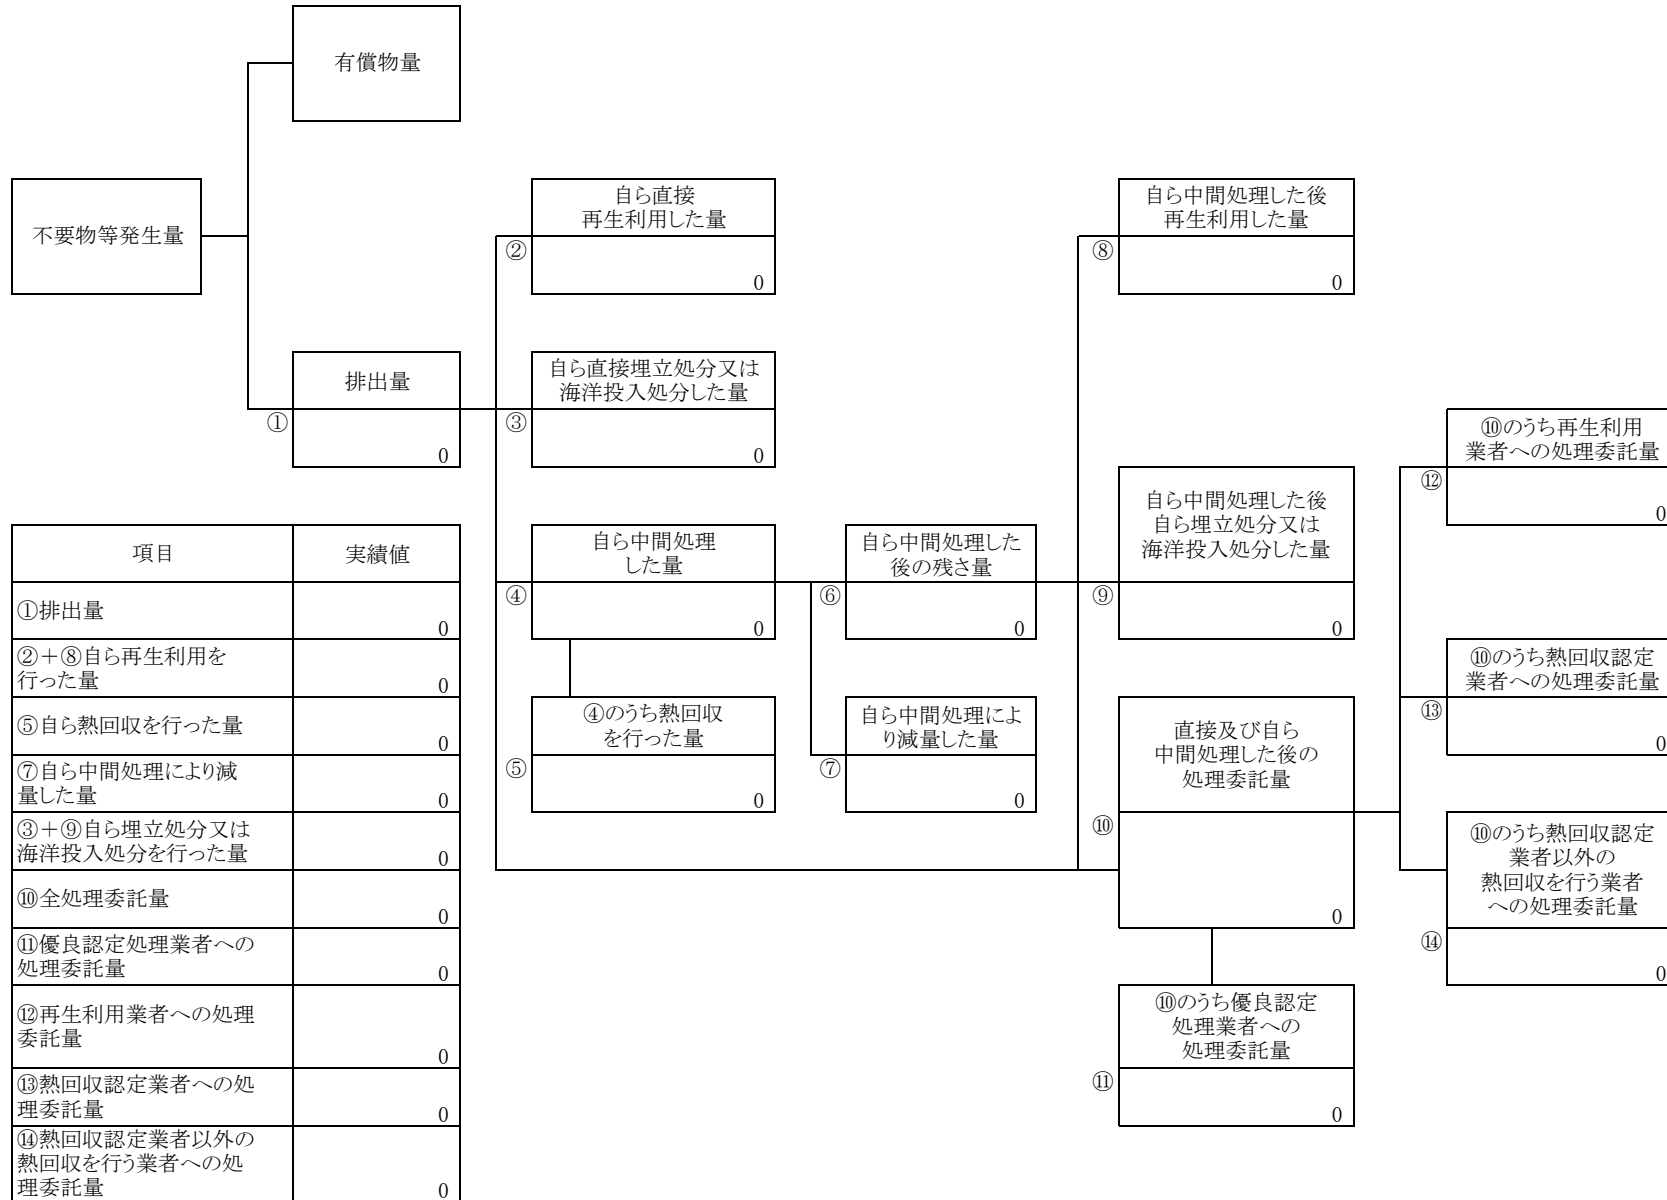 有償物量
不要物等発生量
自ら直接
再生利用した量
②
0
自ら中間処理した後
再生利用した量
⑧
0
排出量
①
0
自ら直接埋立処分又は
海洋投入処分した量
③
0
⑩のうち再生利用
業者への処理委託量
⑫
0
自ら中間処理
した量
④
0
自ら中間処理した
後の残さ量
⑥
0
自ら中間処理した後
自ら埋立処分又は
海洋投入処分した量
⑨
0
⑩のうち熱回収認定
業者への処理委託量
⑬
0
④のうち熱回収
を行った量
⑤
0
自ら中間処理によ
り減量した量
⑦
0
直接及び自ら
中間処理した後の
処理委託量
⑩
0
⑩のうち熱回収認定
業者以外の
熱回収を行う業者
への処理委託量
⑭
0
⑩のうち優良認定
処理業者への
処理委託量
⑪
0
項目
実績値
①排出量
0
②+⑧自ら再生利用を
行った量
0
⑤自ら熱回収を行った量
0
⑦自ら中間処理により減
量した量
0
③+⑨自ら埋立処分又は
海洋投入処分を行った量
0
⑩全処理委託量
0
⑪優良認定処理業者への
処理委託量
0
⑫再生利用業者への処理
委託量
0
⑬熱回収認定業者への処
理委託量
0
⑭熱回収認定業者以外の
熱回収を行う業者への処
理委託量
0